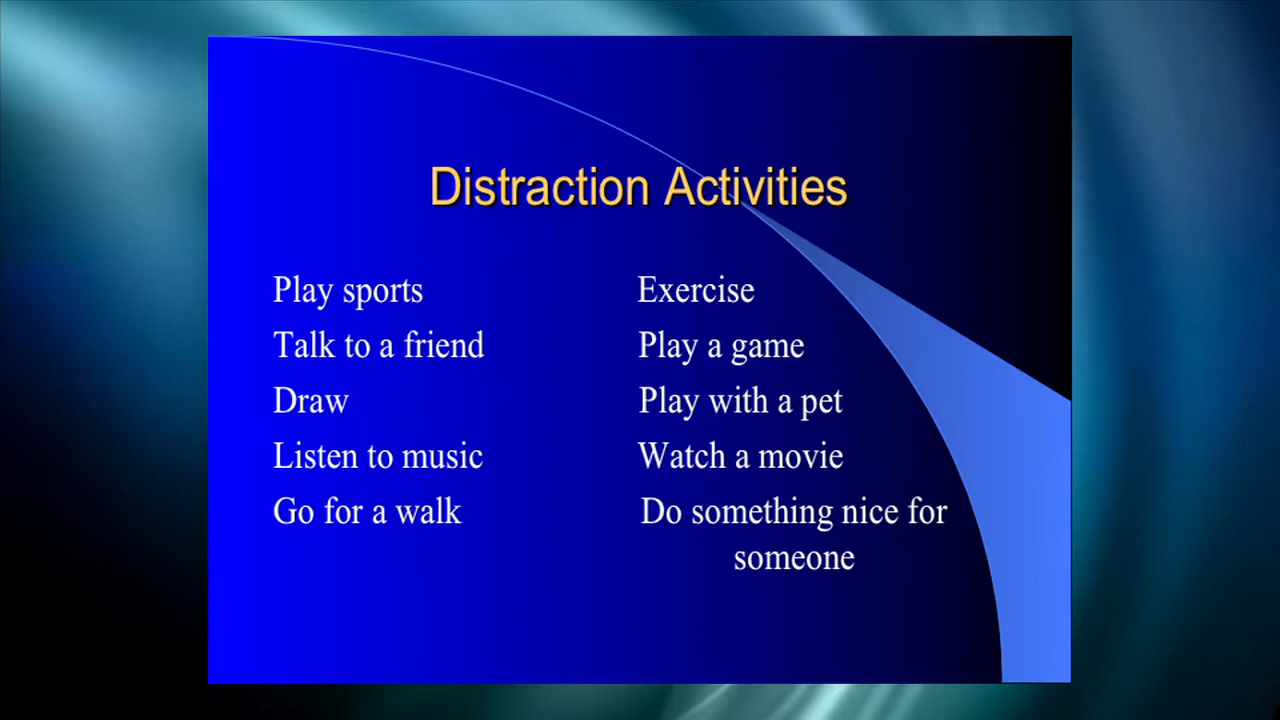 Distraction Activities
Play sports
Talk to a friend
Draw
Listen to music
Go for a walk
Exercise
Play a game
Play with a pet
Watch a movie
Do something nice for
someone